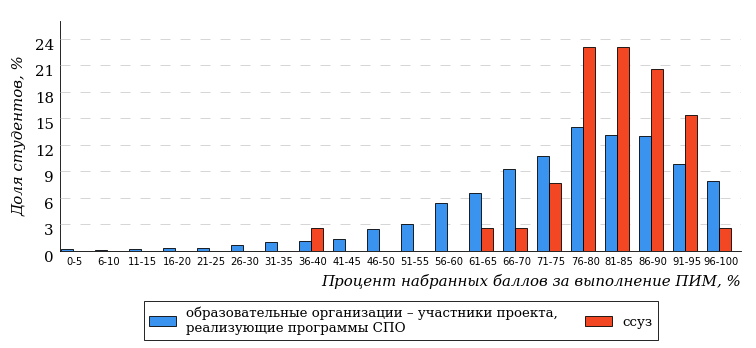 Доля студентов, %
24
21
18
15
12
9
6
3
0
0-5 6-10 11-15 16-20 21-25 26-30 31-35 36-40 41-45 46-50 51-55 56-60 61-65 66-70 71-75 76-80 81-85 86-90 91-95 96-100
Процент набранных баллов за выполнение ПИМ, %
образовательные организации – участники проекта,
реализующие программы СПО
ссуз